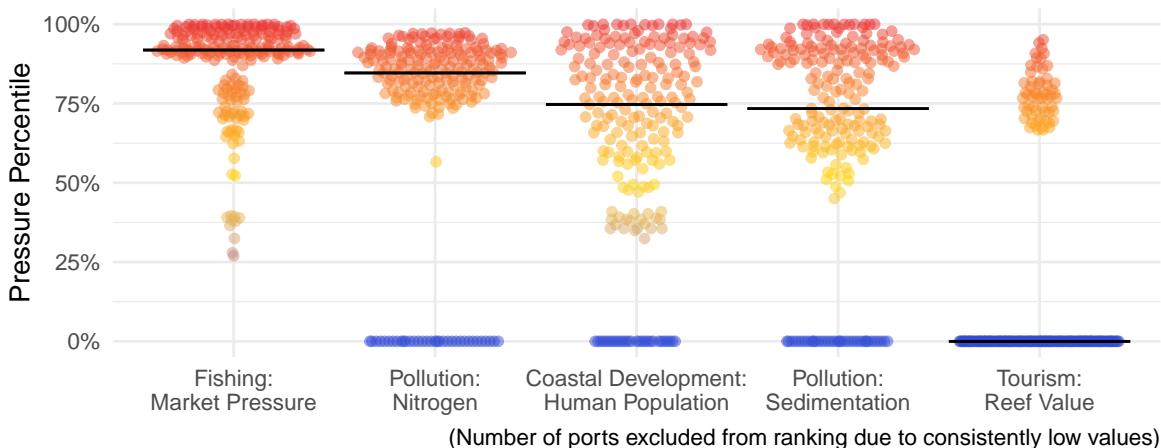 100%
75%
50%
25%
0%
Pressure Percentile
Fishing:
Market Pressure
Pollution:
Nitrogen
Coastal Development:
Human Population
Pollution:
Sedimentation
Tourism:
Reef Value
(Number of ports excluded from ranking due to consistently low values)